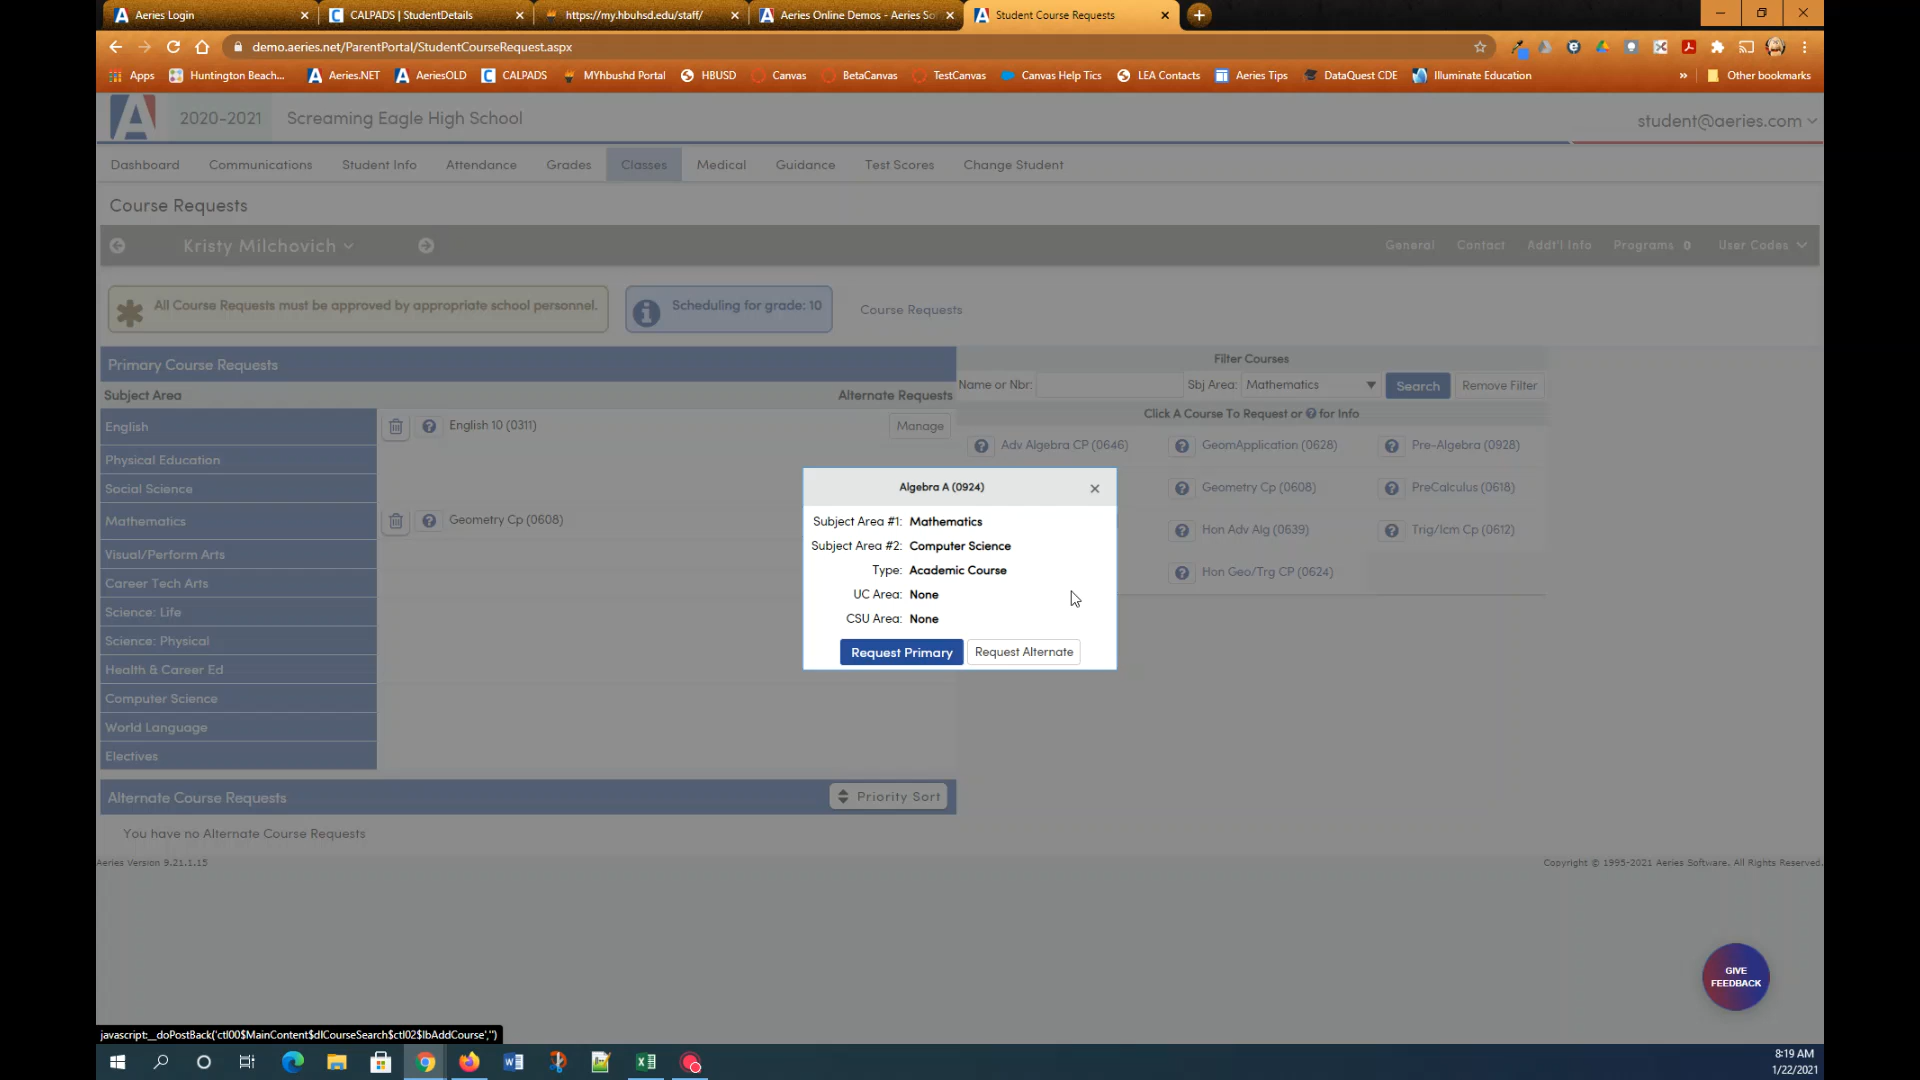 Aeries Login
CALPADS | StudentDetails
https://my.hbuhsd.edu/staff/
Aeries Online Demos - Aeries So
Student Course Requests
demo.aeries.net/ParentPortal/StudentCourseRequest.aspx
Apps Huntington Beach... Aeries.NET AeriesOLD CALPADS MYhbushd Portal HBUSD Canvas BetaCanvas TestCanvas Canvas Help Tics LEA Contacts Aeries Tips DataQuest CDE Illuminate Education » Other bookmarks
2020-2021 Screaming Eagle High School student@aeries.com
Dashboard Communications Student Info Attendance Grades Classes Medical Guidance Test Scores Change Student
Course Requests
Kristy Milchovich General Contact Addt'l Info Programs 0 User Codes
All Course Requests must be approved by appropriate school personnel. Scheduling for grade: 10 Course Requests
Primary Course Requests
Subject Area Alternate Requests
English English 10 (0311) Manage
Physical Education
Social Science
Mathematics Geometry Cp (0608)
Visual/Perform Arts
Career Tech Arts
Science: Life
Science: Physical
Health & Career Ed
Computer Science
World Language
Electives
Alternate Course Requests Priority Sort
You have no Alternate Course Requests
Filter Courses
Name or Nbr: Sbj Area: Mathematics Search Remove Filter
Click A Course To Request or ? for Info
Adv Algebra CP (0646) GeomApplication (0628) Pre-Algebra (0928)
Geometry Cp (0608) PreCalculus (0618)
Hon Adv Alg (0639) Trig/Icm Cp (0612)
Hon Geo/Trg CP (0624)
Algebra A (0924)
Subject Area #1: Mathematics
Subject Area #2: Computer Science
Type: Academic Course
UC Area: None
CSU Area: None
Request Primary Request Alternate
Aeries Version 9.21.1.15 Copyright © 1995-2021 Aeries Software. All Rights Reserved.
GIVE
FEEDBACK
javascript:__doPostBack('ctl00$MainContent$dlCourseSearch$ctl02$lbAddCourse','')
8:19 AM
1/22/2021